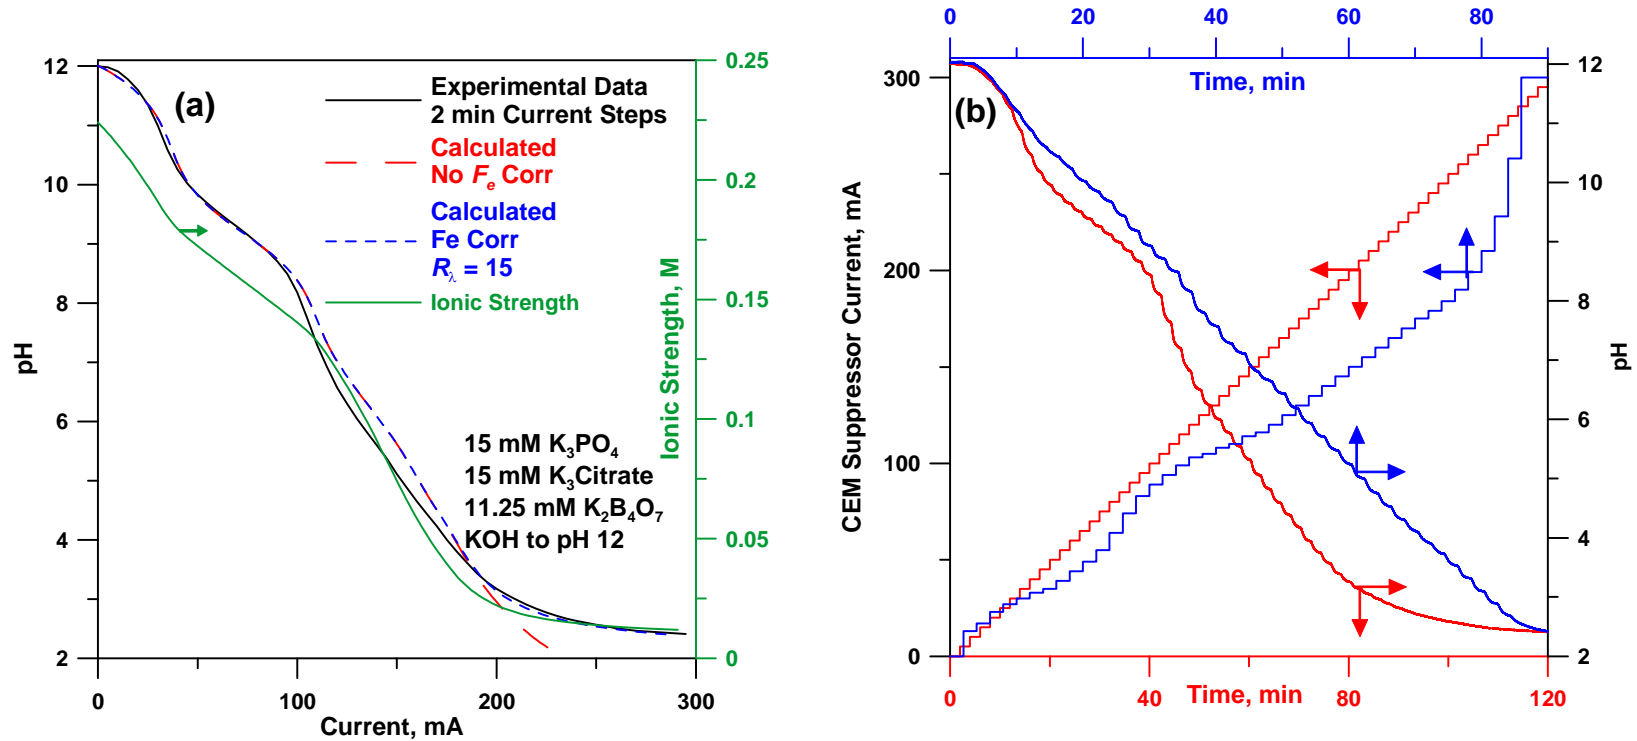 (a)
Experimental Data
2 min Current Steps
Calculated
No Fe Corr
Calculated
Fe Corr
Rλ = 15
Ionic Strength
15 mM K3PO4
15 mM K3Citrate
11.25 mM K2B4O7
KOH to pH 12
pH
12
10
8
6
4
2
0
100
200
300
Current, mA
Ionic Strength, M
0.25
0.2
0.15
0.1
0.05
0
(b)
0
20
40
60
80
Time, min
CEM Suppressor Current, mA
300
200
100
0
pH
12
10
8
6
4
2
0
40
80
120
Time, min